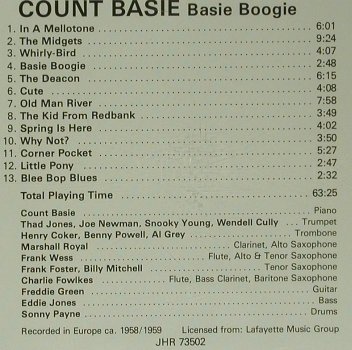 COUNT BASIE Basie Boogie
1. In A Mellotone 6:01
2. The Midgets 9:24
3. Whirly-Bird 4:07
4. Basie Boogie 2:48
5. The Deacon 6:15
6. Cute 4:08
7. Old Man River 7:58
8. The Kid From Redbank 3:49
9. Spring Is Here 4:02
10. Why Not? 3:50
11. Corner Pocket 5:27
12. Little Pony 2:47
13. Blee Bop Blues 2:32
Total Playing Time 63:25
Count Basie Piano
Thad Jones, Joe Newman, Snooky Young, Wendell Cully Trumpet
Henry Coker, Benny Powell, Al Grey Trombone
Marshall Royal Clarinet, Alto Saxophone
Frank Wess Flute, Alto & Tenor Saxophone
Frank Foster, Billy Mitchell Tenor Saxophone
Charlie Fowlkes Flute, Bass Clarinet, Baritone Saxophone
Freddie Green Guitar
Eddie Jones Bass
Sonny Payne Drums
Recorded in Europe ca. 1958/1959 Licensed from: Lafayette Music Group
JHR 73502